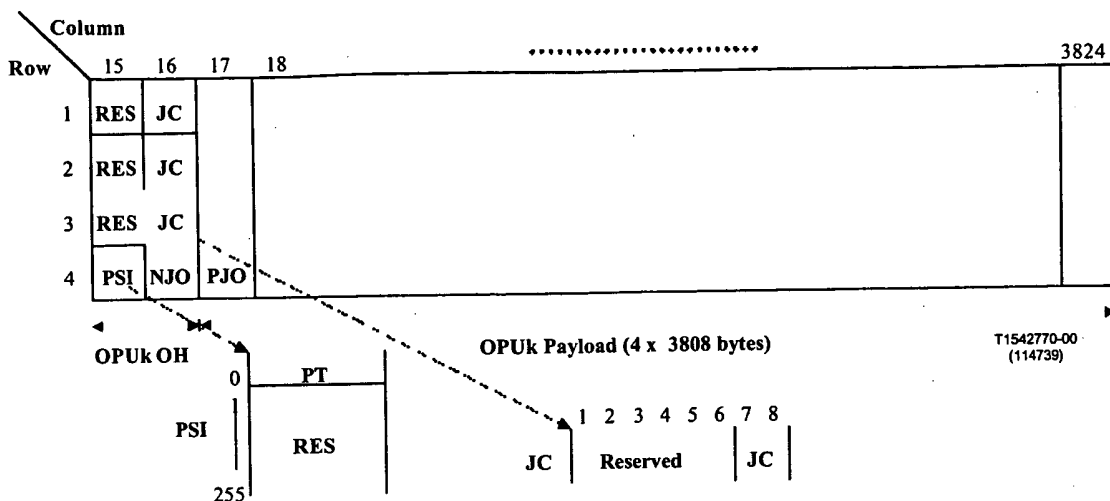 Column
Row 15 16 17 18 3824
1 RES JC
2 RES JC
3 RES JC
4 PSI NJO PJO
OPUk OH
OPUk Payload (4 x 3808 bytes)
T1542770-00
(114739)
0 PT
PSI RES
255
1 2 3 4 5 6 7 8
JC Reserved JC